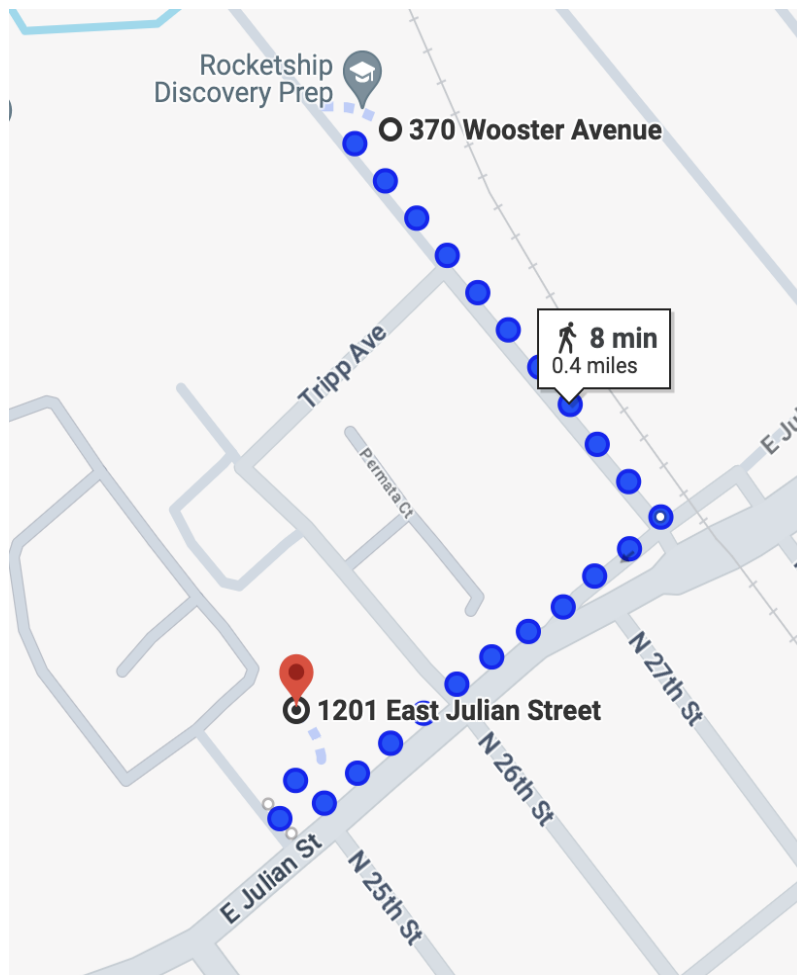 Rocketship
Discovery Prep
370 Wooster Avenue
8 min
0.4 miles
Tripp Ave
Permata Ct
1201 East Julian Street
N 27th St
N 26th St
N 25th St
E Julian St